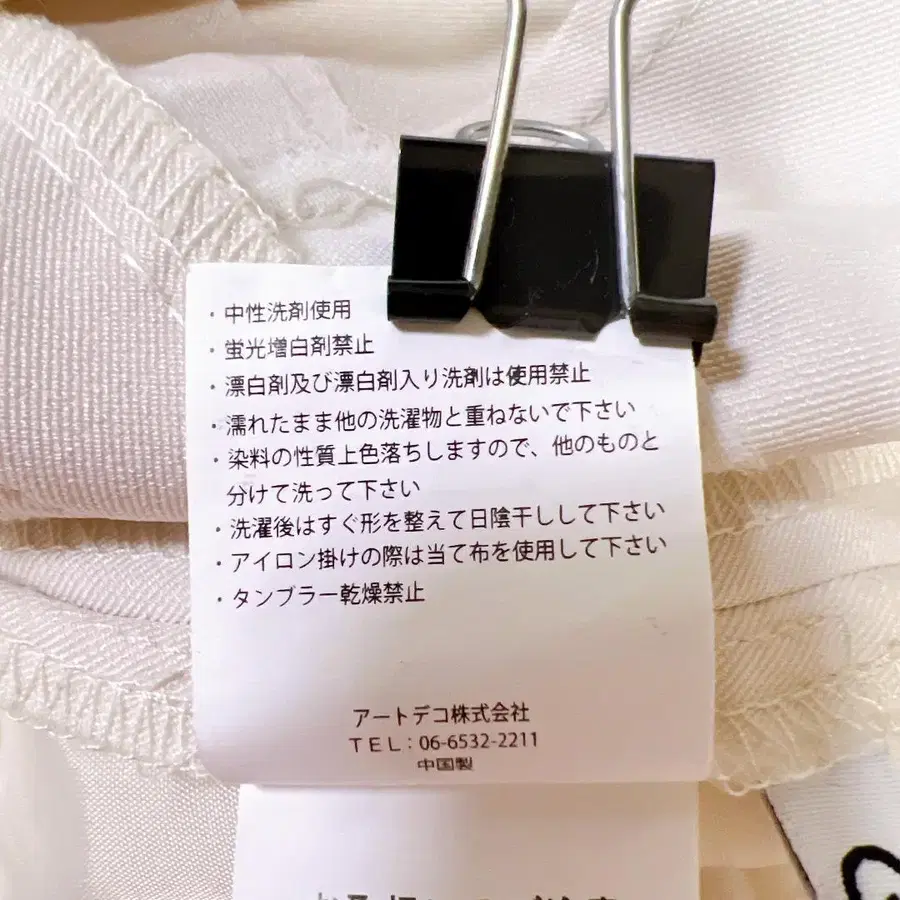 ・中性洗剤使用
・蛍光増白剤禁止
・漂白剤及び漂白剤入り洗剤は使用禁止
・濡れたまま他の洗濯物と重ねないで下さい
・染料の性質上色落ちしますので、他のものと
分けて洗って下さい
・洗濯後はすぐ形を整えて日陰干しして下さい
・アイロン掛けの際は当て布を使用して下さい
・タンブラー乾燥禁止
アートデコ株式会社
TEL：06-6532-2211
中国製